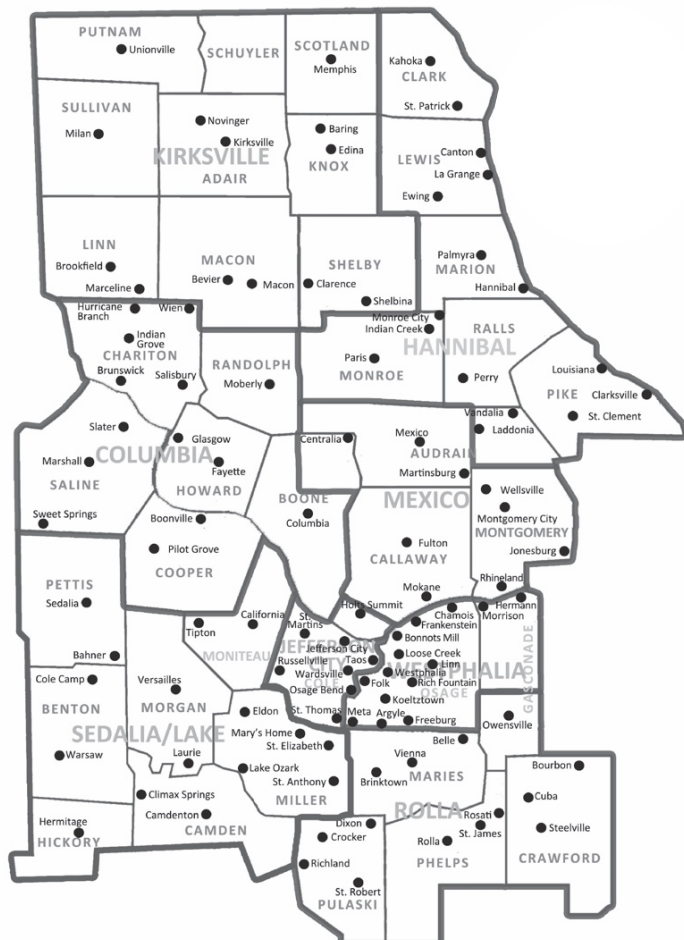 PUTNAM
Unionville
SCHUYLER
SCOTLAND
Memphis
Kahoka
CLARK
St. Patrick
SULLIVAN
Milan
Novinger
Kirksville
KIRKSVILLE
ADAIR
Baring
Edina
KNOX
LEWIS
Canton
La Grange
Ewing
LINN
Brookfield
Marceline
MACON
Bevier
Macon
SHELBY
Clarence
Shelbina
Palmyra
MARION
Hannibal
Hurricane
Branch
Wien
Indian
Grove
CHARITON
Brunswick
Salisbury
RANDOLPH
Moberly
Monroe City
Indian Creek
HANNIBAL
Paris
MONROE
RALLS
Perry
Louisiana
PIKE
Clarksville
St. Clement
Vandalia
Laddonia
Slater
COLUMBIA
Marshall
SALINE
Sweet Springs
Glasgow
Fayette
HOWARD
Centralia
BOONE
Columbia
Mexico
AUDRAIN
Martinsburg
MEXICO
Wellsville
Montgomery City
MONTGOMERY
Jonesburg
Rhineland
Boonville
Pilot Grove
COOPER
Fulton
CALLAWAY
Mokane
PETTIS
Sedalia
Bahner
California
Tipton
MONITEAU
Holts Summit
St.
Martins
JEFFERSON
CITY
Jefferson City
Taos
Russellville
Wardsville
COLE
Osage Bend
St. Thomas
Hermann
Chamois
Morrison
Frankenstein
Bonnots Mill
Loose Creek
Linn
WESTPHALIA
Westphalia
Folk
Rich Fountain
OSAGE
Koeltztown
Meta
Argyle
Freeburg
GASCONADE
Owensville
Cole Camp
BENTON
Warsaw
Versailles
MORGAN
SEDALIA/LAKE
Laurie
Eldon
Mary's Home
St. Elizabeth
Lake Ozark
St. Anthony
MILLER
Belle
Vienna
Brinktown
MARIES
Bourbon
Cuba
Steelville
CRAWFORD
Climax Springs
Camdenton
CAMDEN
Hermitage
HICKORY
ROLLA
Rosati
St. James
Rolla
PHELPS
Dixon
Crocker
Richland
St. Robert
PULASKI